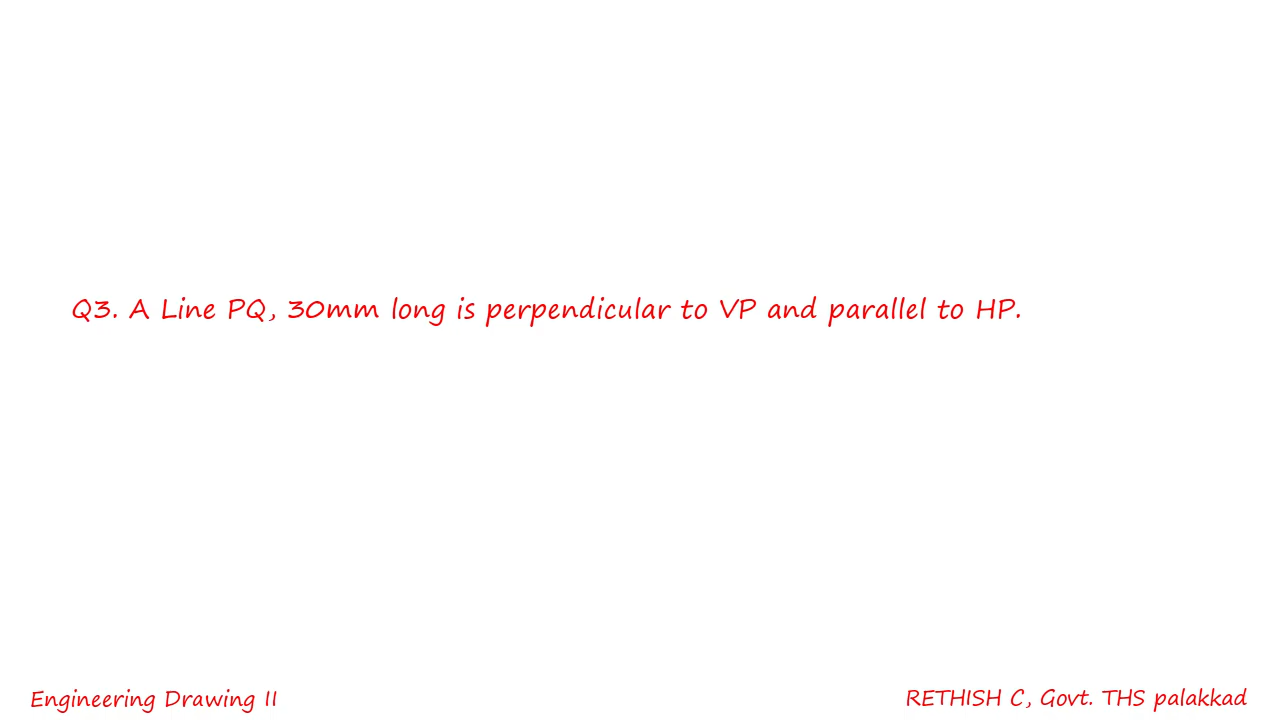 Q3. A Line PQ, 30mm long is perpendicular to VP and parallel to HP.
Engineering Drawing II
RETHISH C, Govt. THS palakkad